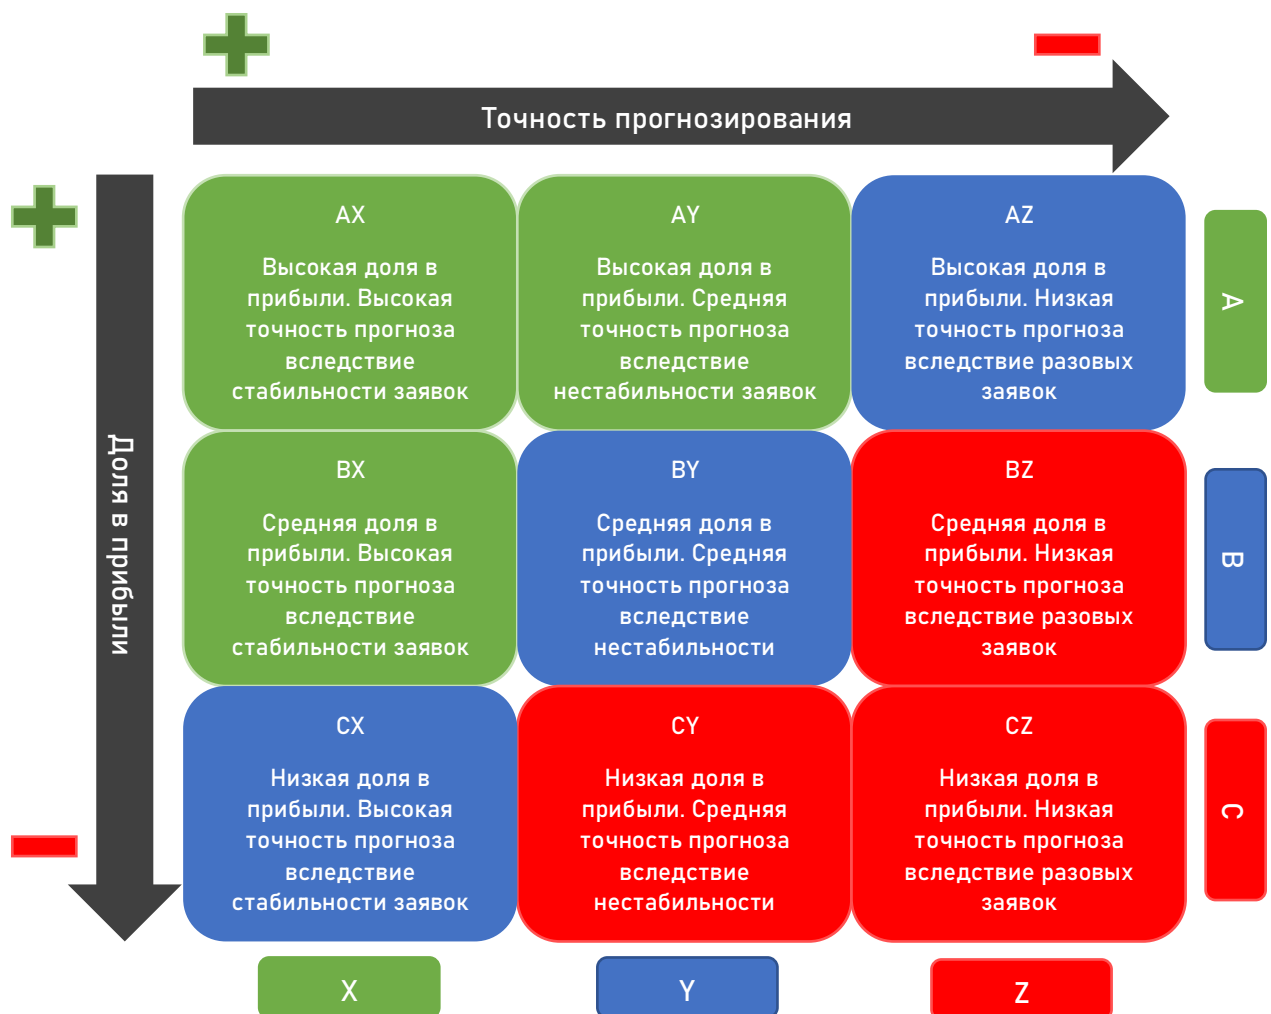 Точность прогнозирования
Доля в прибыли
AX
Высокая доля в
прибыли. Высокая
точность прогноза
вследствие
стабильности заявок
AY
Высокая доля в
прибыли. Средняя
точность прогноза
вследствие
нестабильности заявок
AZ
Высокая доля в
прибыли. Низкая
точность прогноза
вследствие разовых
заявок
A
BX
Средняя доля в
прибыли. Высокая
точность прогноза
вследствие
стабильности заявок
BY
Средняя доля в
прибыли. Средняя
точность прогноза
вследствие
нестабильности
BZ
Средняя доля в
прибыли. Низкая
точность прогноза
вследствие разовых
заявок
B
CX
Низкая доля в
прибыли. Высокая
точность прогноза
вследствие
стабильности заявок
CY
Низкая доля в
прибыли. Средняя
точность прогноза
вследствие
нестабильности
CZ
Низкая доля в
прибыли. Низкая
точность прогноза
вследствие разовых
заявок
C
X
Y
Z